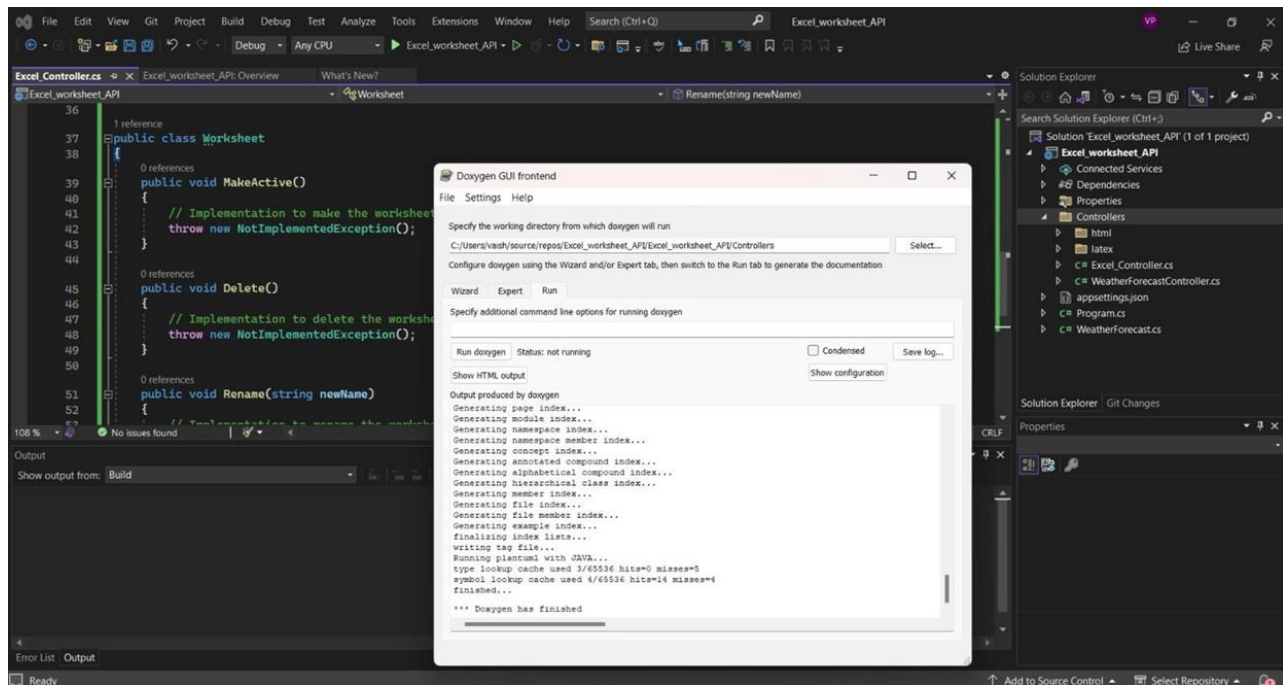 File Edit View Git Project Build Debug Test Analyze Tools Extensions Window Help Search (Ctrl+Q) Excel_worksheet_API VP
Debug Any CPU Excel_worksheet_API Live Share
Excel_Controller.cs Excel_worksheet_API: Overview What's New?
Excel_worksheet_API Worksheet Rename(string newName)
36
1 reference
37 public class Worksheet
38 {
0 references
39 public void MakeActive()
40 {
41 // Implementation to make the worksheet
42 throw new NotImplementedException();
43 }
44
0 references
45 public void Delete()
46 {
47 // Implementation to delete the workshe
48 throw new NotImplementedException();
49 }
50
0 references
51 public void Rename(string newName)
52 {
108 % No issues found CRLF
Output
Show output from: Build
Error List Output
Ready Add to Source Control Select Repository
Doxygen GUI frontend
File Settings Help
Specify the working directory from which doxygen will run
C:/Users/vaish/source/repos/Excel_worksheet_API/Excel_worksheet_API/Controllers Select...
Configure doxygen using the Wizard and/or Expert tab, then switch to the Run tab to generate the documentation
Wizard Expert Run
Specify additional command line options for running doxygen
Run doxygen Status: not running Condensed Save log...
Show HTML output Show configuration
Output produced by doxygen
Generating page index...
Generating module index...
Generating namespace index...
Generating namespace member index...
Generating concept index...
Generating annotated compound index...
Generating alphabetical compound index...
Generating hierarchical class index...
Generating member index...
Generating file index...
Generating file member index...
Generating example index...
finalizing index lists...
writing tag file...
Running plantuml with JAVA...
type lookup cache used 3/65536 hits=0 misses=5
symbol lookup cache used 4/65536 hits=14 misses=4
finished...
*** Doxygen has finished
Solution Explorer
Search Solution Explorer (Ctrl+;)
Solution 'Excel_worksheet_API' (1 of 1 project)
Excel_worksheet_API
Connected Services
Dependencies
Properties
Controllers
html
latex
C# Excel_Controller.cs
C# WeatherForecastController.cs
appsettings.json
C# Program.cs
C# WeatherForecast.cs
Solution Explorer Git Changes
Properties